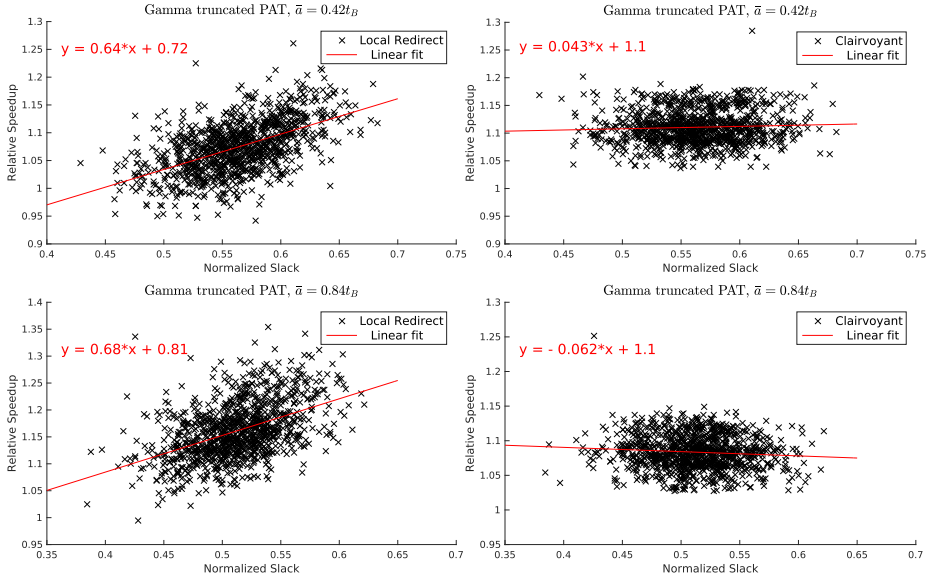 Gamma truncated PAT, a̅ = 0.42t_B
y = 0.64*x + 0.72
Local Redirect
Linear fit
Relative Speedup
1.3
1.25
1.2
1.15
1.1
1.05
1
0.95
0.9
0.4 0.45 0.5 0.55 0.6 0.65 0.7 0.75
Normalized Slack
Gamma truncated PAT, a̅ = 0.42t_B
y = 0.043*x + 1.1
Clairvoyant
Linear fit
Relative Speedup
1.3
1.25
1.2
1.15
1.1
1.05
1
0.95
0.9
0.4 0.45 0.5 0.55 0.6 0.65 0.7 0.75
Normalized Slack
Gamma truncated PAT, a̅ = 0.84t_B
y = 0.68*x + 0.81
Local Redirect
Linear fit
Relative Speedup
1.4
1.35
1.3
1.25
1.2
1.15
1.1
1.05
1
0.95
0.35 0.4 0.45 0.5 0.55 0.6 0.65 0.7
Normalized Slack
Gamma truncated PAT, a̅ = 0.84t_B
y = - 0.062*x + 1.1
Clairvoyant
Linear fit
Relative Speedup
1.3
1.25
1.2
1.15
1.1
1.05
1
0.95
0.35 0.4 0.45 0.5 0.55 0.6 0.65 0.7
Normalized Slack